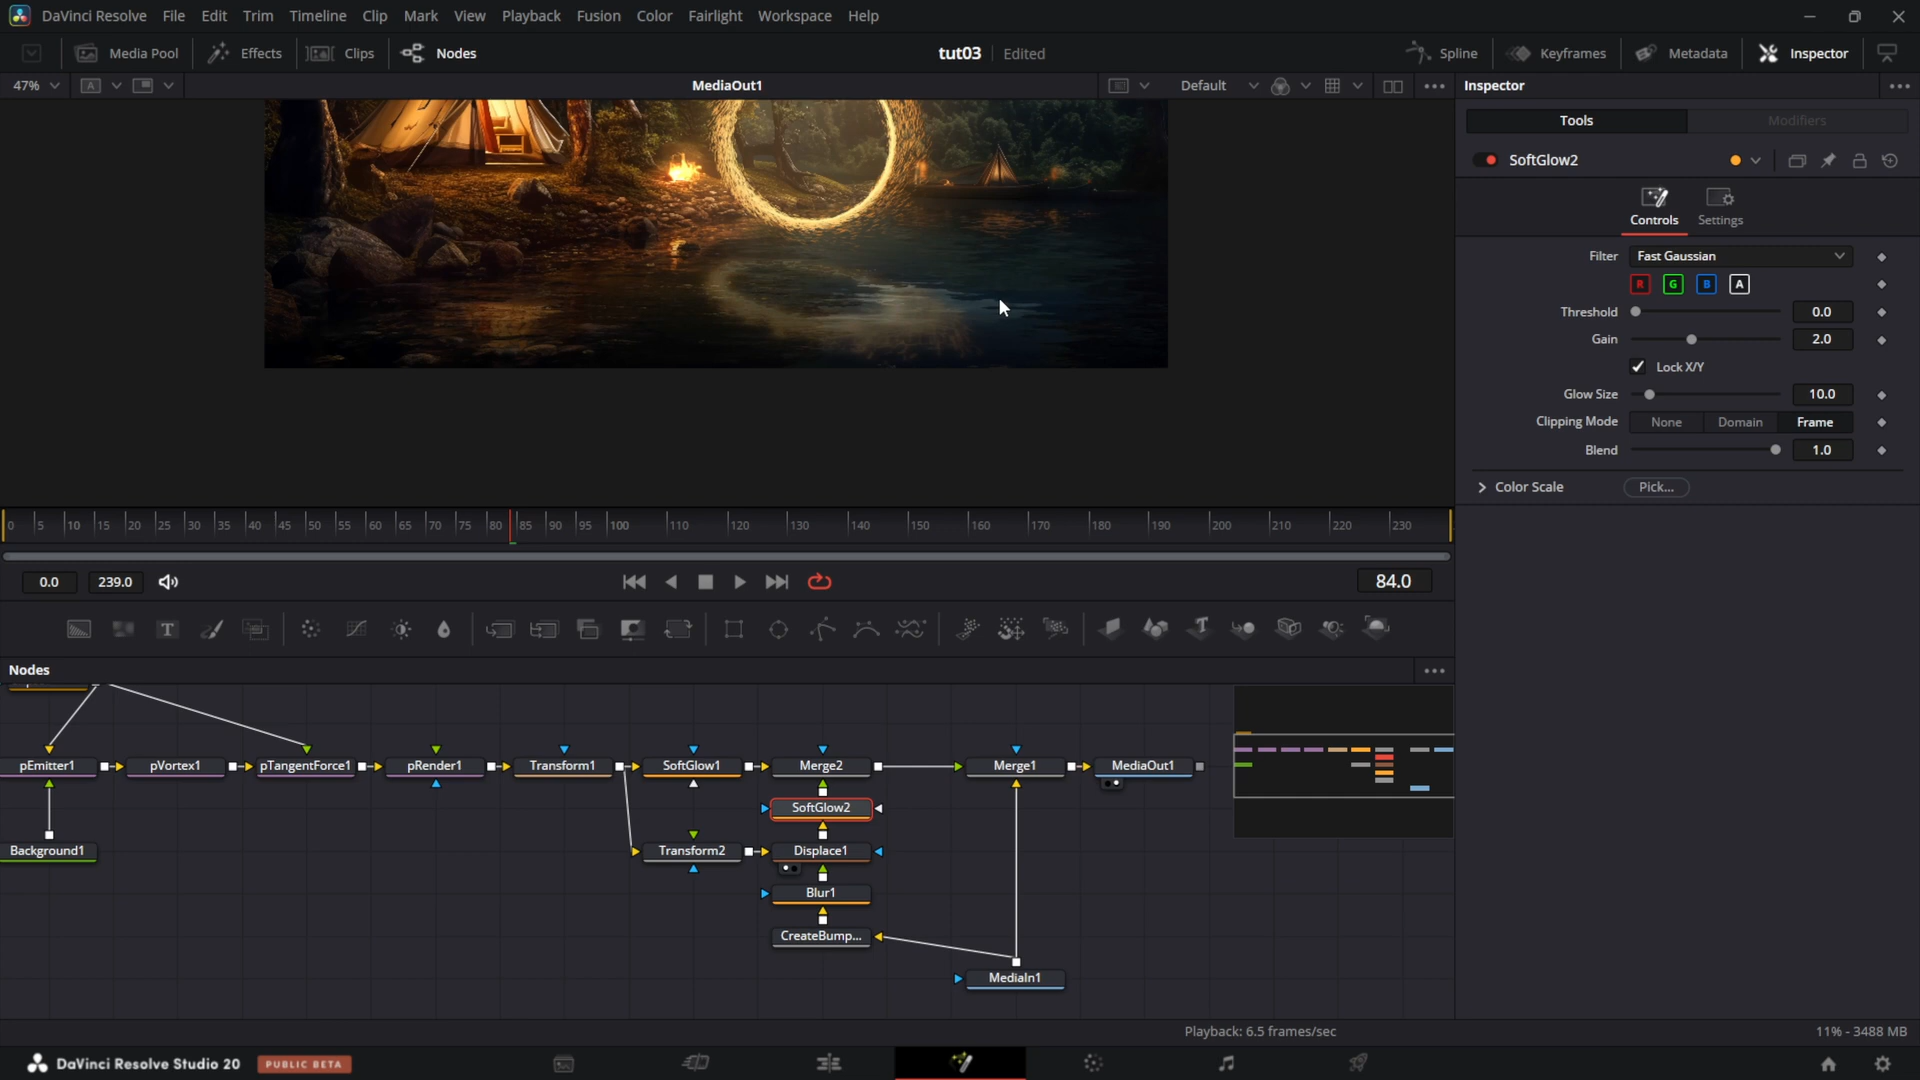 DaVinci Resolve File Edit Trim Timeline Clip Mark View Playback Fusion Color Fairlight Workspace Help
Media Pool Effects Clips Nodes tut03 Edited Spline Keyframes Metadata Inspector
47% A MediaOut1 Default Inspector
Tools Modifiers
SoftGlow2
Controls Settings
Filter Fast Gaussian
R G B A
Threshold 0.0
Gain 2.0
Lock X/Y
Glow Size 10.0
Clipping Mode None Domain Frame
Blend 1.0
Color Scale Pick...
0 5 10 15 20 25 30 35 40 45 50 55 60 65 70 75 80 85 90 95 100 110 120 130 140 150 160 170 180 190 200 210 220 230
0.0 239.0 84.0
T T
Nodes
pEmitter1 pVortex1 pTangentForce1 pRender1 Transform1 SoftGlow1 Merge2 Merge1 MediaOut1
SoftGlow2
Background1 Transform2 Displace1
Blur1
CreateBump...
MediaIn1
Playback: 6.5 frames/sec 11% - 3488 MB
DaVinci Resolve Studio 20 PUBLIC BETA